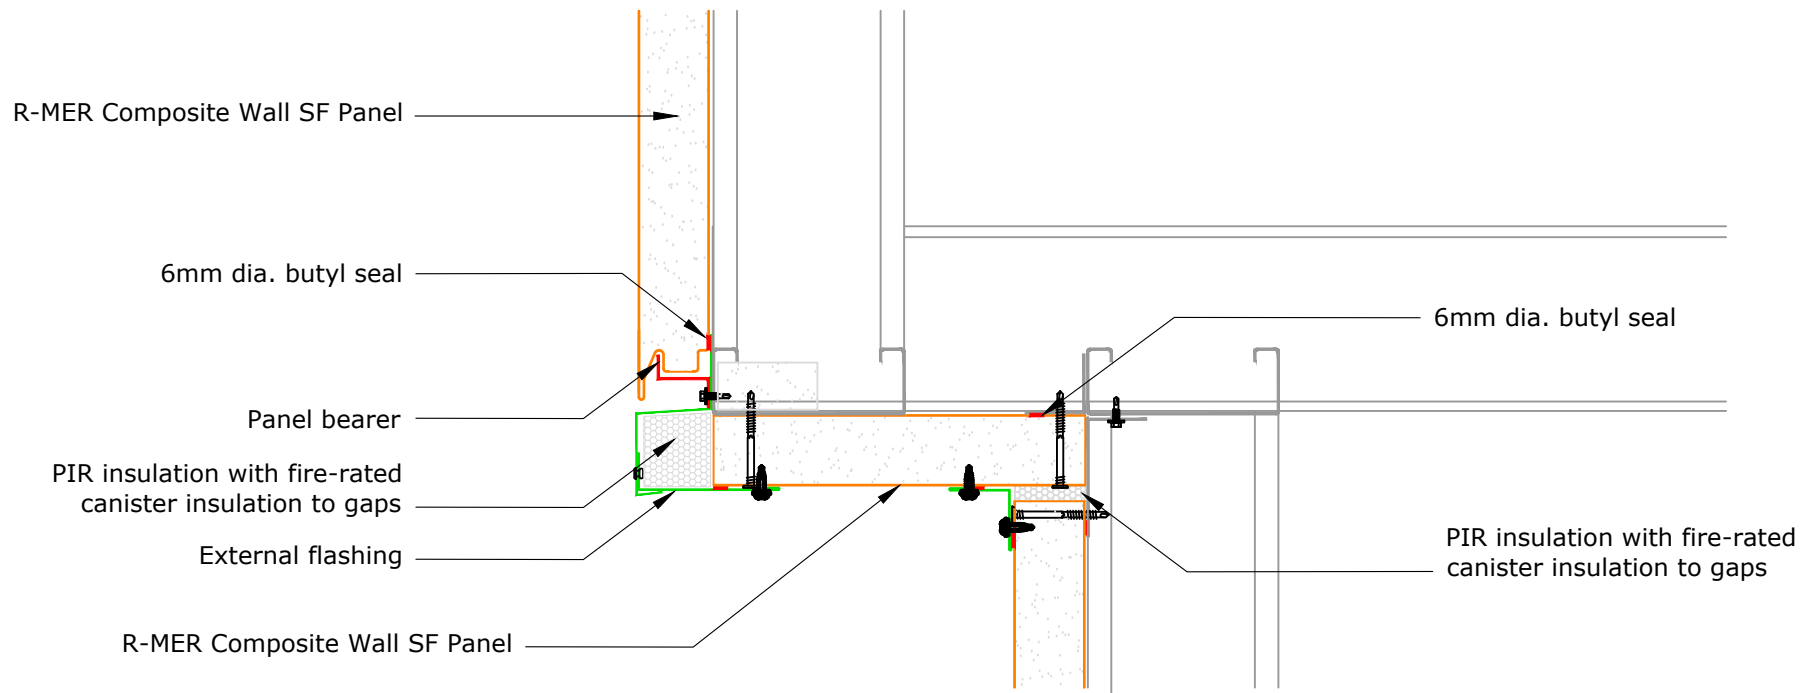 R-MER Composite Wall SF Panel
6mm dia. butyl seal
6mm dia. butyl seal
Panel bearer
PIR insulation with fire-rated
canister insulation to gaps
External flashing
PIR insulation with fire-rated
canister insulation to gaps
R-MER Composite Wall SF Panel